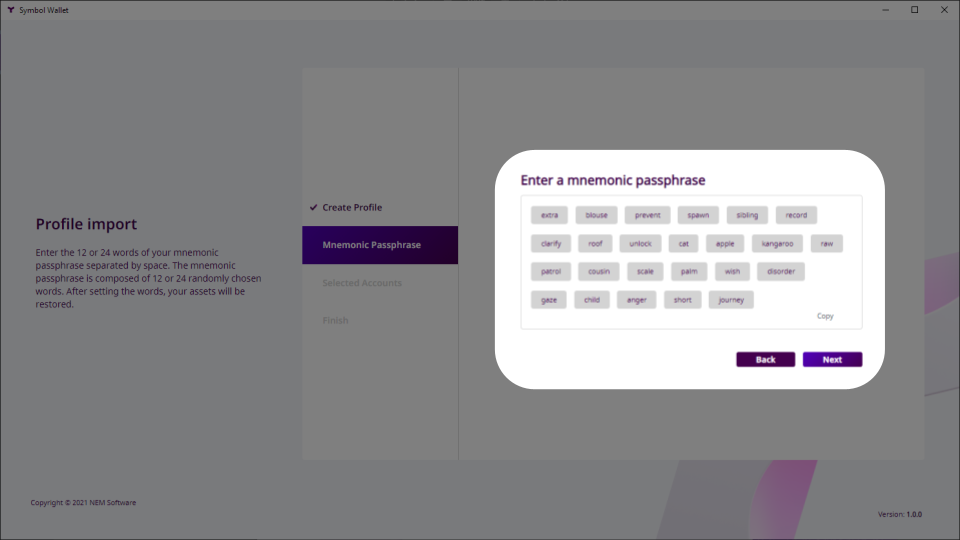 Symbol Wallet
Profile import
Enter the 12 or 24 words of your mnemonic
passphrase separated by space. The mnemonic
passphrase is composed of 12 or 24 randomly chosen
words. After setting the words, your assets will be
restored.
Create Profile
Mnemonic Passphrase
Selected Accounts
Finish
Enter a mnemonic passphrase
extra blouse prevent spawn sibling record
clarify roof unlock cat apple kangaroo raw
patrol cousin scale palm wish disorder
gaze child anger short journey
Copy
Back Next
Copyright © 2021 NEM Software
Version: 1.0.0